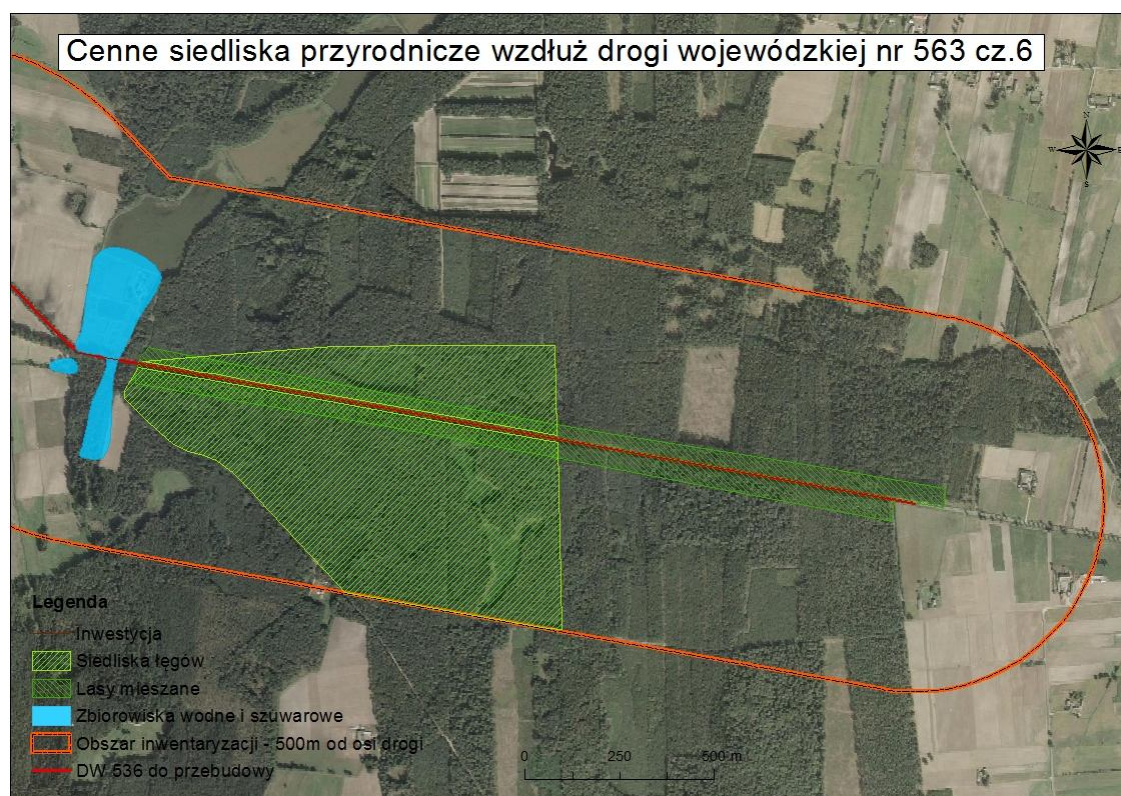 Cenne siedliska przyrodnicze wzdłuż drogi wojewódzkiej nr 563 cz.6
N
W E
S
Legenda
Inwestycja
Siedliska łęgów
Lasy mieszane
Zbiorowiska wodne i szuwarowe
Obszar inwentaryzacji - 500m od osi drogi
DW 536 do przebudowy
0 250 500 m